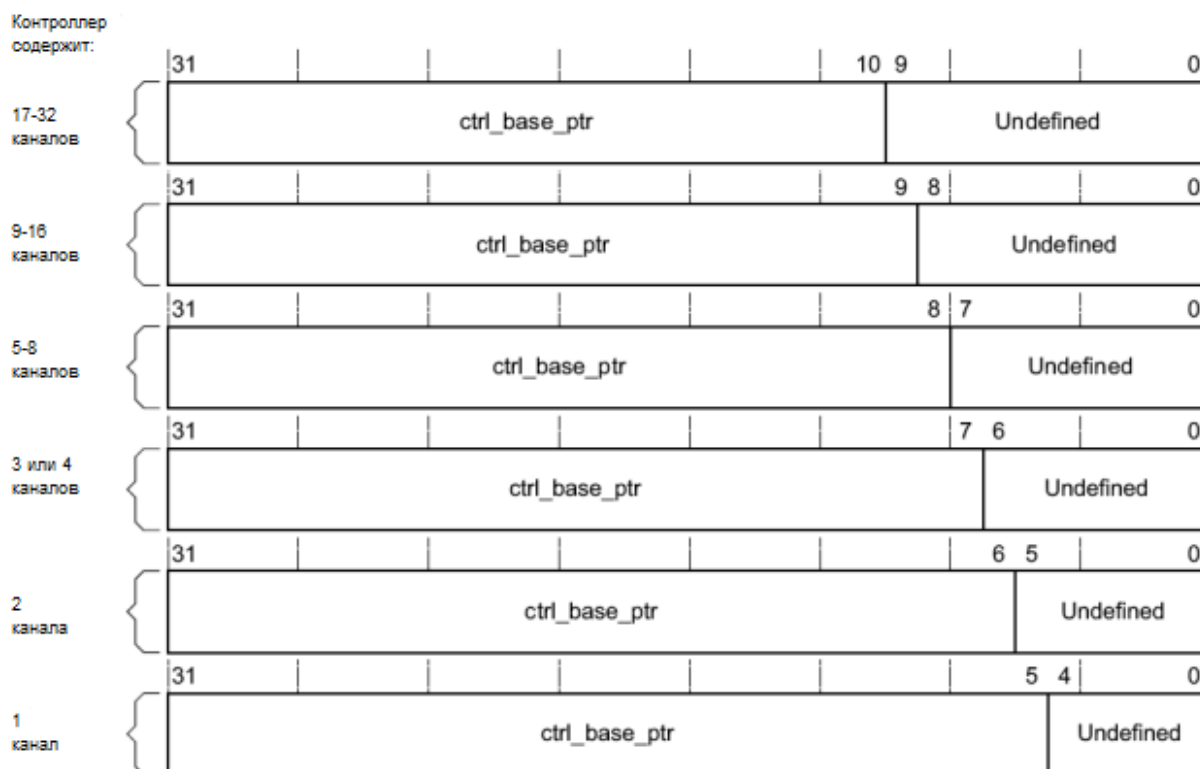 Контроллер
содержит:
31 10 9 0
17-32
каналов
ctrl_base_ptr Undefined
31 9 8 0
9-16
каналов
ctrl_base_ptr Undefined
31 8 7 0
5-8
каналов
ctrl_base_ptr Undefined
31 7 6 0
3 или 4
каналов
ctrl_base_ptr Undefined
31 6 5 0
2
канала
ctrl_base_ptr Undefined
31 5 4 0
1
канал
ctrl_base_ptr Undefined